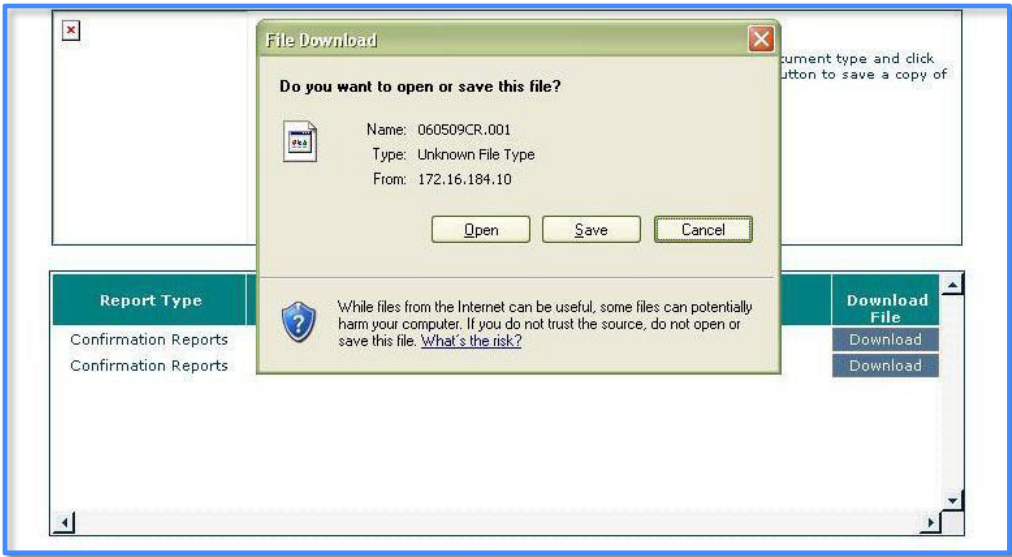 File Download
cument type and click
utton to save a copy of
Do you want to open or save this file?
Name: 060509CR.001
Type: Unknown File Type
From: 172.16.184.10
Open Save Cancel
Report Type
Download
File
While files from the Internet can be useful, some files can potentially
harm your computer. If you do not trust the source, do not open or
save this file. What's the risk?
Confirmation Reports Download
Confirmation Reports Download